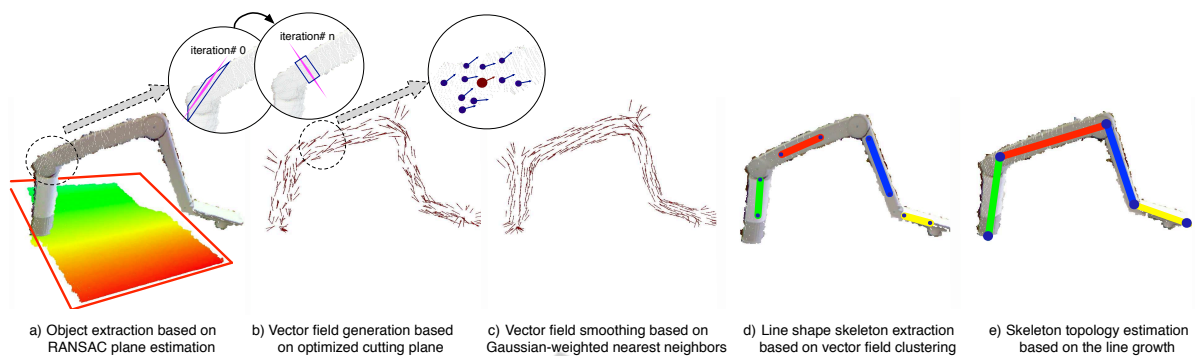 iteration# 0
iteration# n
a) Object extraction based on
RANSAC plane estimation
b) Vector field generation based
on optimized cutting plane
c) Vector field smoothing based on
Gaussian-weighted nearest neighbors
d) Line shape skeleton extraction
based on vector field clustering
e) Skeleton topology estimation
based on the line growth